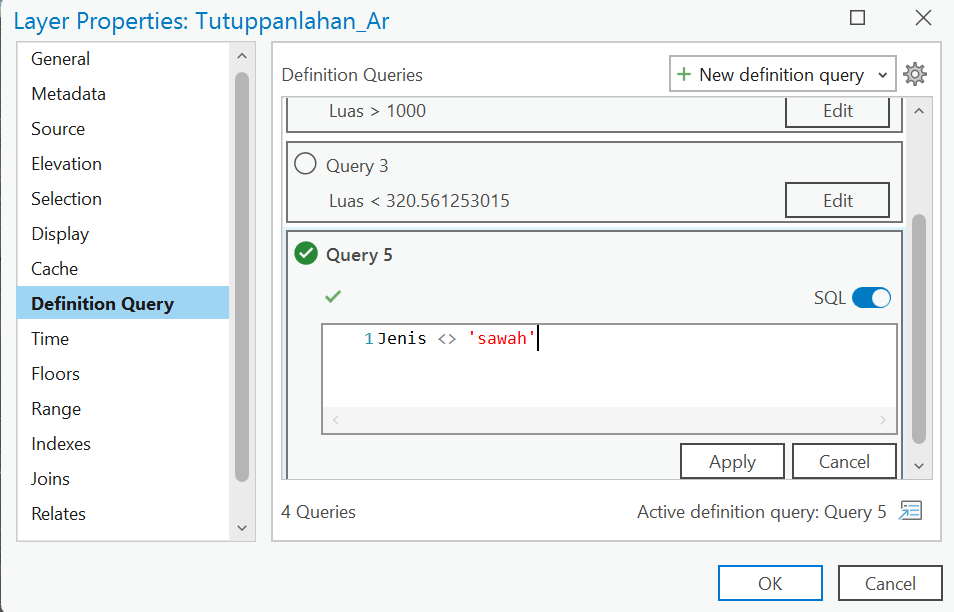 Layer Properties: Tutuppanlahan_Ar
General
Metadata
Source
Elevation
Selection
Display
Cache
Definition Query
Time
Floors
Range
Indexes
Joins
Relates
Definition Queries
New definition query
Luas > 1000
Edit
Query 3
Luas < 320.561253015
Edit
Query 5
SQL
1 Jenis <> 'sawah'
Apply
Cancel
4 Queries
Active definition query: Query 5
OK
Cancel